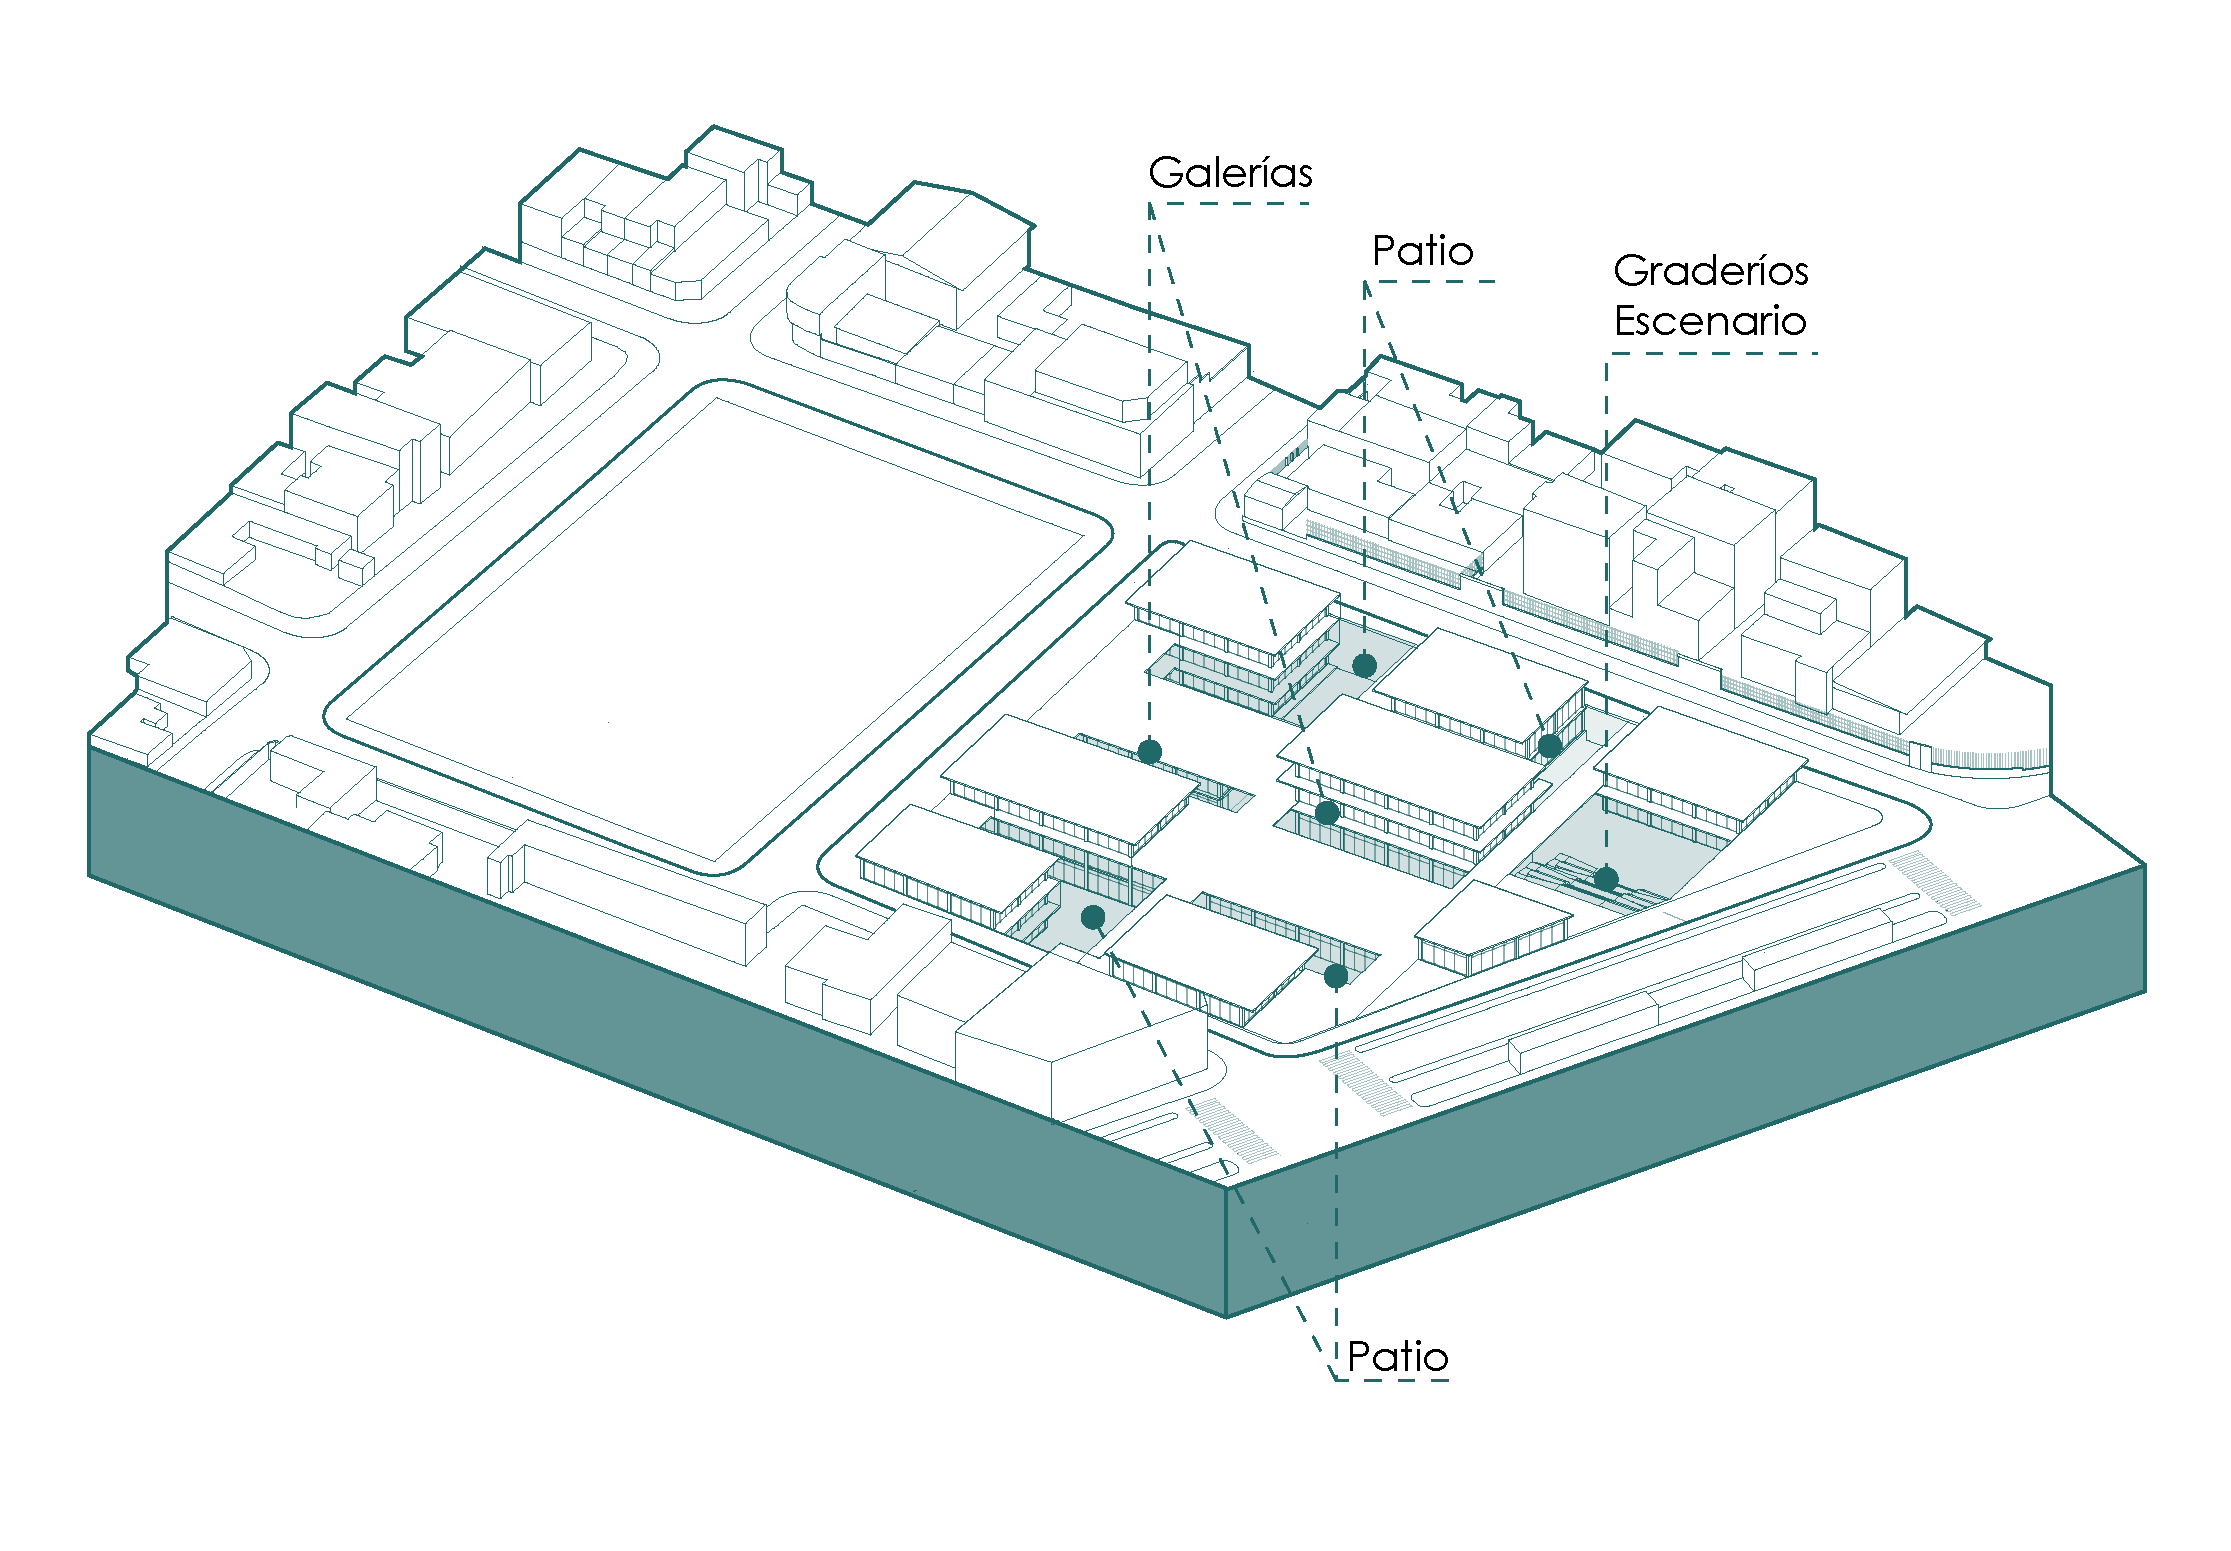 Galerías
Patio
Graderíos
Escenario
Patio